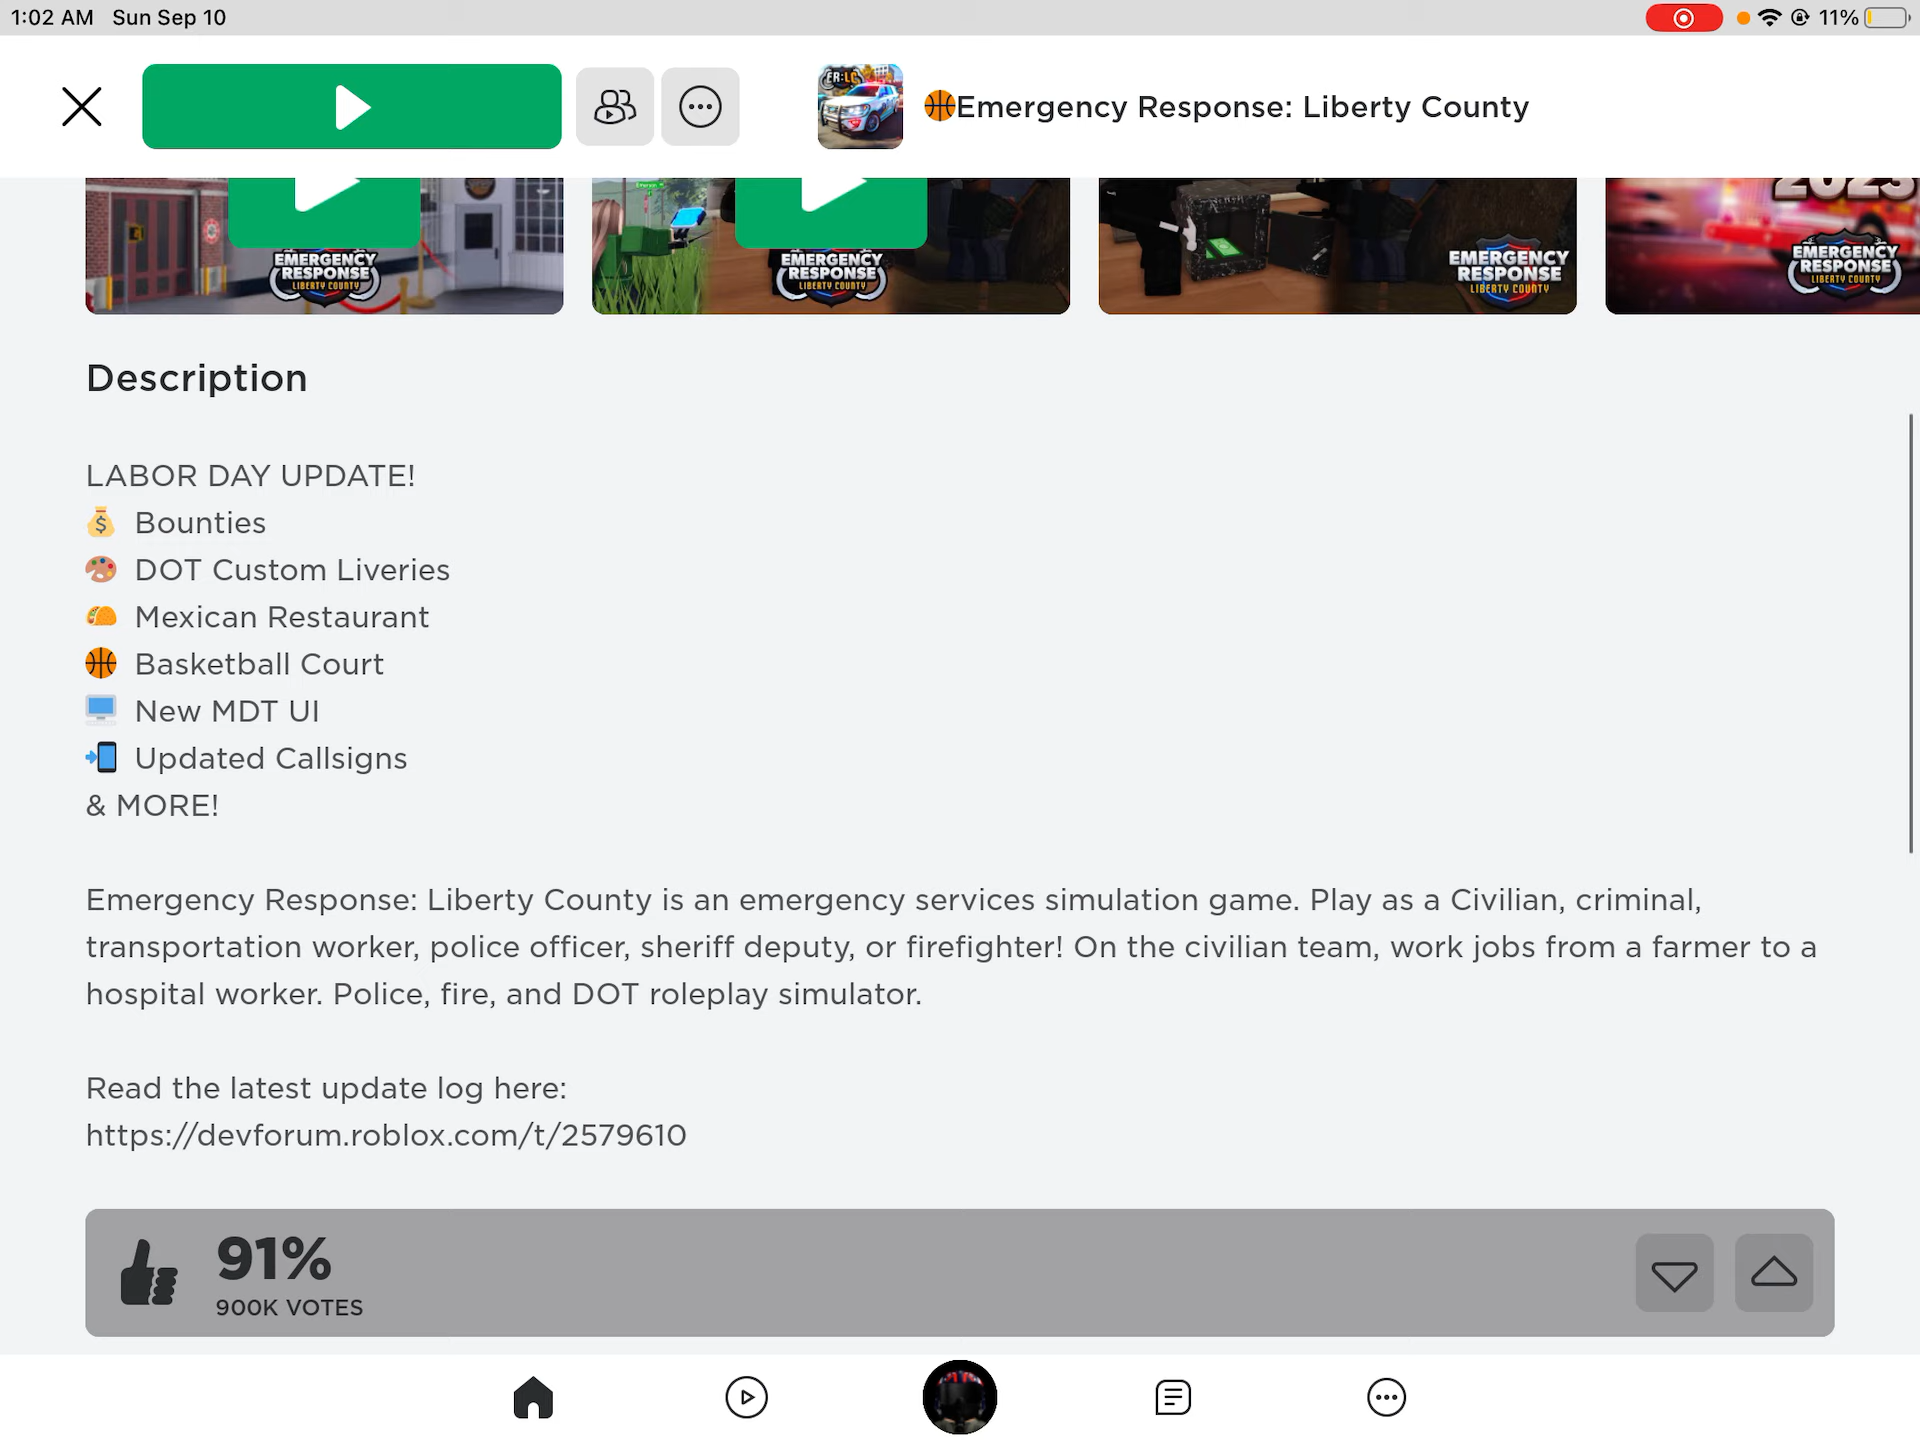 1:02 AM Sun Sep 10
11%
ER:LC
Emergency Response: Liberty County
2023
EMERGENCY
RESPONSE
LIBERTY COUNTY
EMERGENCY
RESPONSE
LIBERTY COUNTY
EMERGENCY
RESPONSE
LIBERTY COUNTY
EMERGENCY
RESPONSE
LIBERTY COUNTY
Description
LABOR DAY UPDATE!
Bounties
DOT Custom Liveries
Mexican Restaurant
Basketball Court
New MDT UI
Updated Callsigns
& MORE!
Emergency Response: Liberty County is an emergency services simulation game. Play as a Civilian, criminal,
transportation worker, police officer, sheriff deputy, or firefighter! On the civilian team, work jobs from a farmer to a
hospital worker. Police, fire, and DOT roleplay simulator.
Read the latest update log here:
https://devforum.roblox.com/t/2579610
91%
900K VOTES